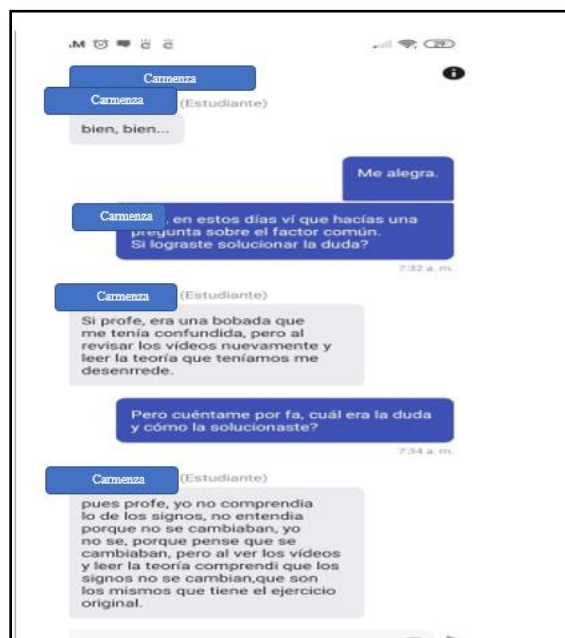 .M
29
Carmenza
Carmenza (Estudiante)
bien, bien...
Me alegra.
Carmenza , en estos días ví que hacías una
pregunta sobre el factor común.
Si lograste solucionar la duda?
7:32 a. m.
Carmenza (Estudiante)
Si profe, era una bobada que
me tenía confundida, pero al
revisar los vídeos nuevamente y
leer la teoría que teníamos me
desenrrede.
Pero cuéntame por fa, cuál era la duda
y cómo la solucionaste?
7:34 a. m.
Carmenza (Estudiante)
pues profe, yo no comprendia
lo de los signos, no entendia
porque no se cambiaban, yo
no se, porque pense que se
cambiaban, pero al ver los vídeos
y leer la teoría comprendi que los
signos no se cambian,que son
los mismos que tiene el ejercicio
original.